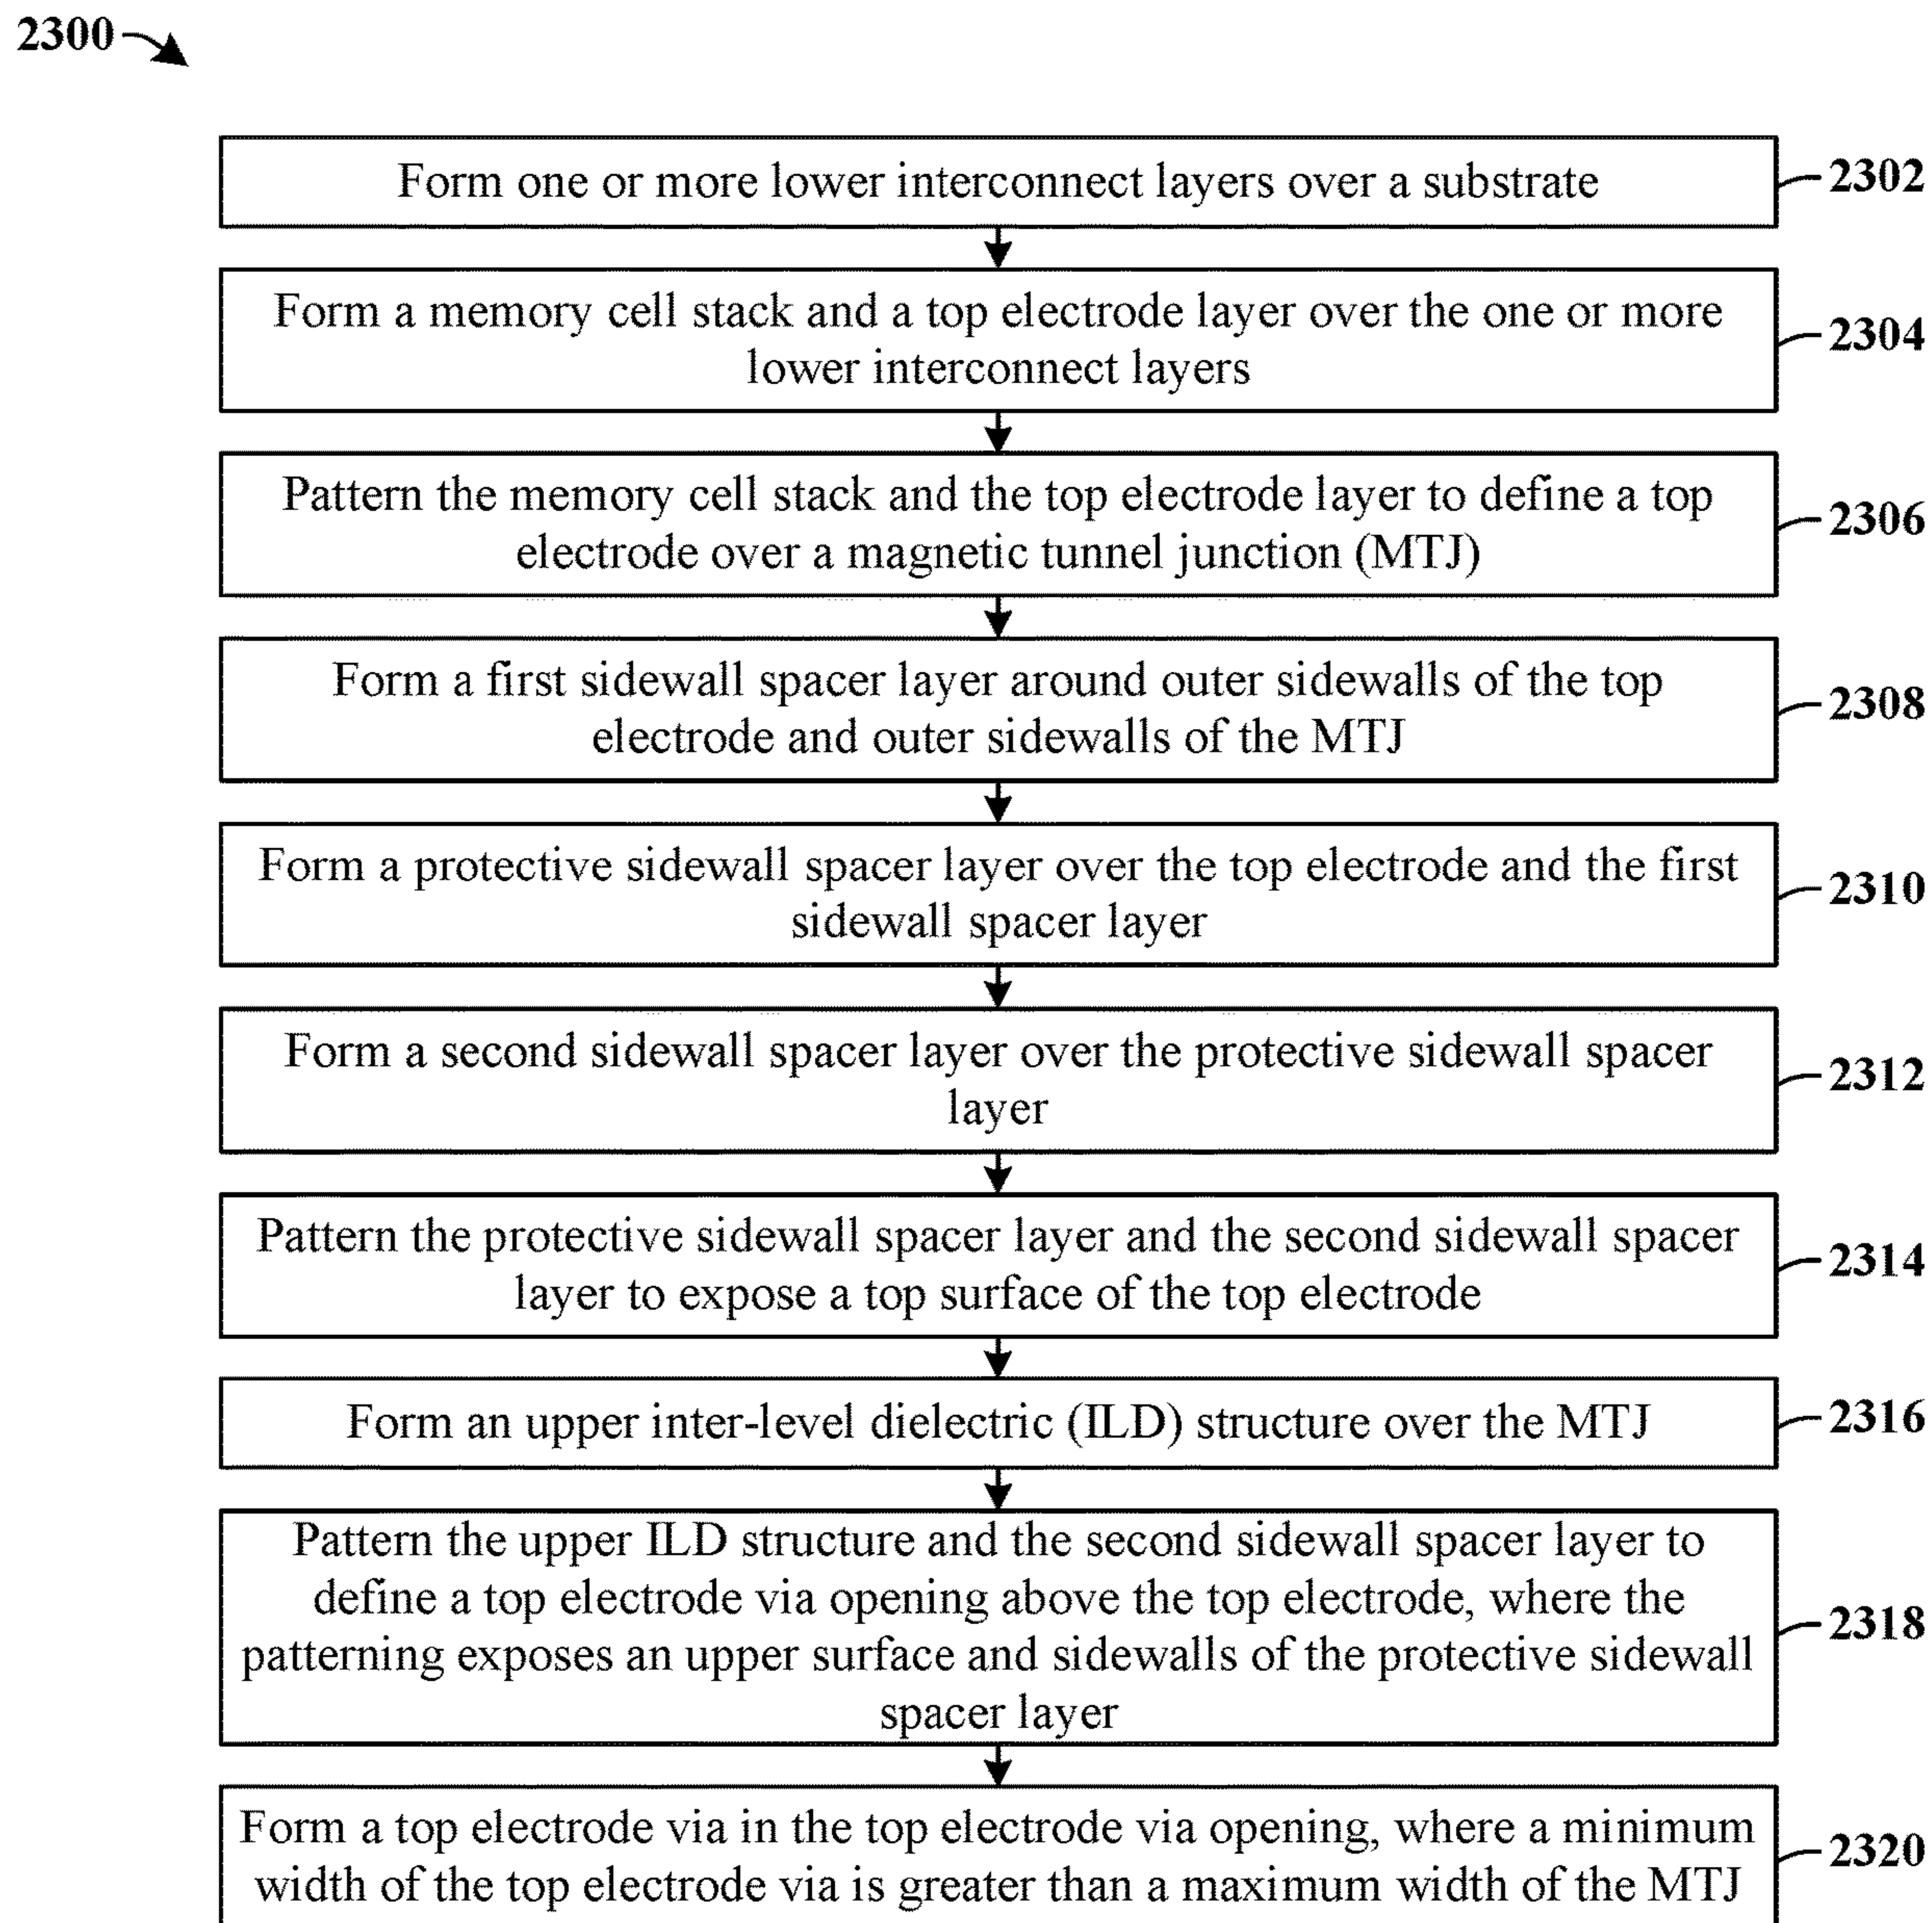 2300
Form one or more lower interconnect layers over a substrate
2302
Form a memory cell stack and a top electrode layer over the one or more
lower interconnect layers
2304
Pattern the memory cell stack and the top electrode layer to define a top
electrode over a magnetic tunnel junction (MTJ)
2306
Form a first sidewall spacer layer around outer sidewalls of the top
electrode and outer sidewalls of the MTJ
2308
Form a protective sidewall spacer layer over the top electrode and the first
sidewall spacer layer
2310
Form a second sidewall spacer layer over the protective sidewall spacer
layer
2312
Pattern the protective sidewall spacer layer and the second sidewall spacer
layer to expose a top surface of the top electrode
2314
Form an upper inter-level dielectric (ILD) structure over the MTJ
2316
Pattern the upper ILD structure and the second sidewall spacer layer to
define a top electrode via opening above the top electrode, where the
patterning exposes an upper surface and sidewalls of the protective sidewall
spacer layer
2318
Form a top electrode via in the top electrode via opening, where a minimum
width of the top electrode via is greater than a maximum width of the MTJ
2320